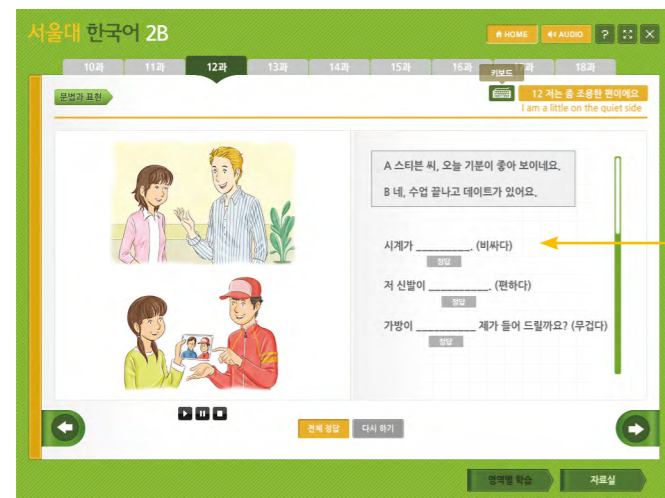 서울대 한국어 2B
HOME AUDIO ?
10과 11과 12과 13과 14과 15과 16과 과 18과
키보드
문법과 표현
12 저는 좀 조용한 편이에요
I am a little on the quiet side
A 스티븐 씨, 오늘 기분이 좋아 보이네요.
B 네, 수업 끝나고 데이트가 있어요.
시계가 __________. (비싸다)
정답
저 신발이 __________. (편하다)
정답
가방이 __________ 제가 들어 드릴까요? (무겁다)
정답
전체 정답 다시 하기
영역별 학습 자료실